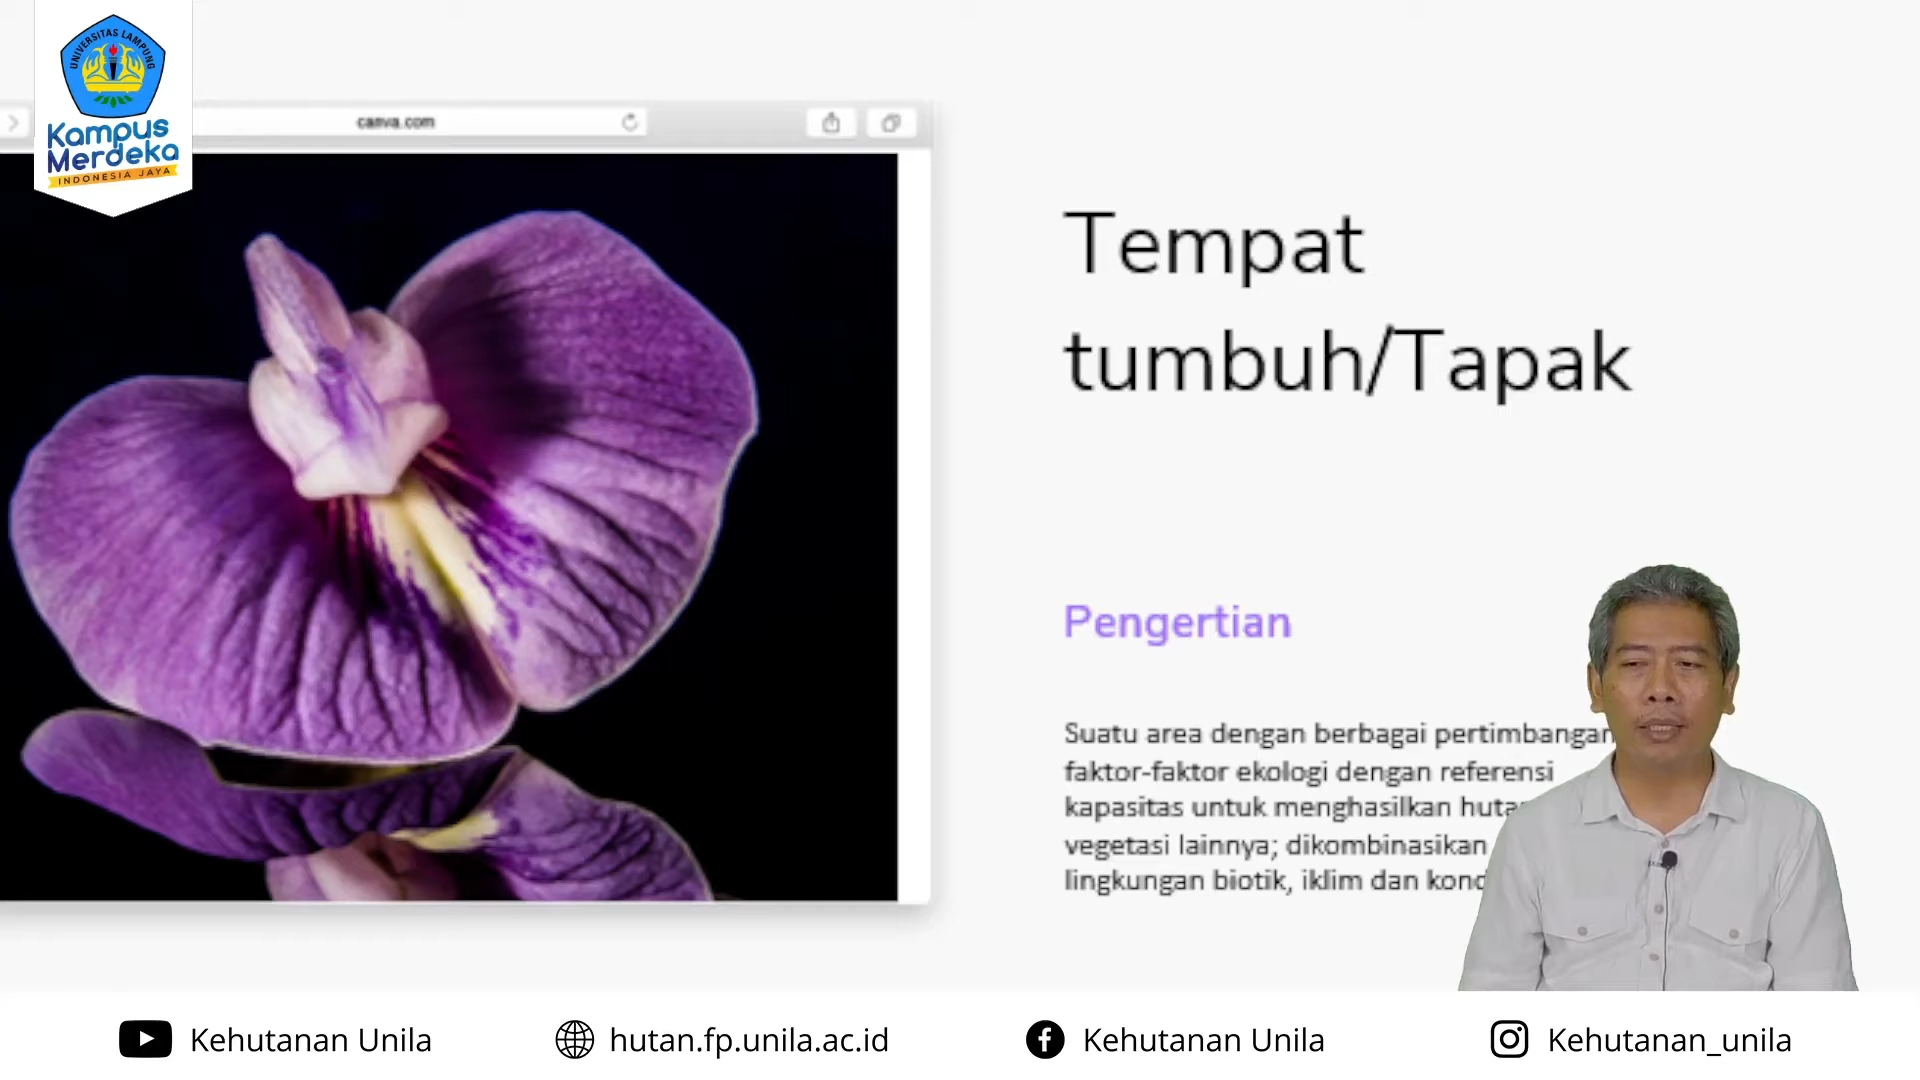 UNIVERSITAS LAMPUNG
Kampus
Merdeka
INDONESIA JAYA
canva.com
Tempat
tumbuh/Tapak
Pengertian
Suatu area dengan berbagai pertimbangan
faktor-faktor ekologi dengan referensi
kapasitas untuk menghasilkan
vegetasi lainnya; dikombinasikan
lingkungan biotik, iklim dan
Kehutanan Unila
hutan.fp.unila.ac.id
Kehutanan Unila
Kehutanan_unila